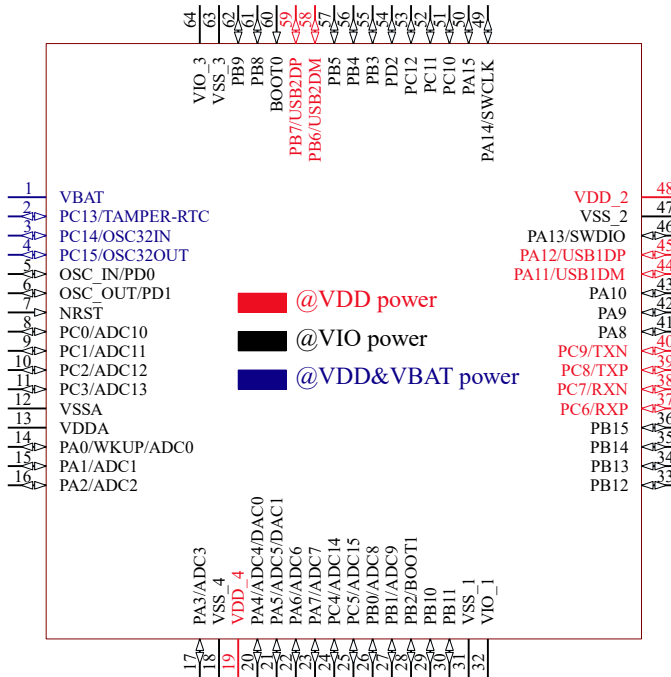 64 VIO_3
63 VSS_3
62 PB9
61 PB8
60 BOOT0
59 PB7/USB2DP
58 PB6/USB2DM
57 PB5
56 PB4
55 PB3
54 PD2
53 PC12
52 PC11
51 PC10
50 PA15
49 PA14/SWCLK
1 VBAT
2 PC13/TAMPER-RTC
3 PC14/OSC32IN
4 PC15/OSC32OUT
5 OSC_IN/PD0
6 OSC_OUT/PD1
7 NRST
8 PC0/ADC10
9 PC1/ADC11
10 PC2/ADC12
11 PC3/ADC13
12 VSSA
13 VDDA
14 PA0/WKUP/ADC0
15 PA1/ADC1
16 PA2/ADC2
@VDD power
@VIO power
@VDD&VBAT power
VDD_2 48
VSS_2 47
PA13/SWDIO 46
PA12/USB1DP 45
PA11/USB1DM 44
PA10 43
PA9 42
PA8 41
PC9/TXN 40
PC8/TXP 39
PC7/RXN 38
PC6/RXP 37
PB15 36
PB14 35
PB13 34
PB12 33
17 PA3/ADC3
18 VSS_4
19 VDD_4
20 PA4/ADC4/DAC0
21 PA5/ADC5/DAC1
22 PA6/ADC6
23 PA7/ADC7
24 PC4/ADC14
25 PC5/ADC15
26 PB0/ADC8
27 PB1/ADC9
28 PB2/BOOT1
29 PB10
30 PB11
31 VSS_1
32 VIO_1